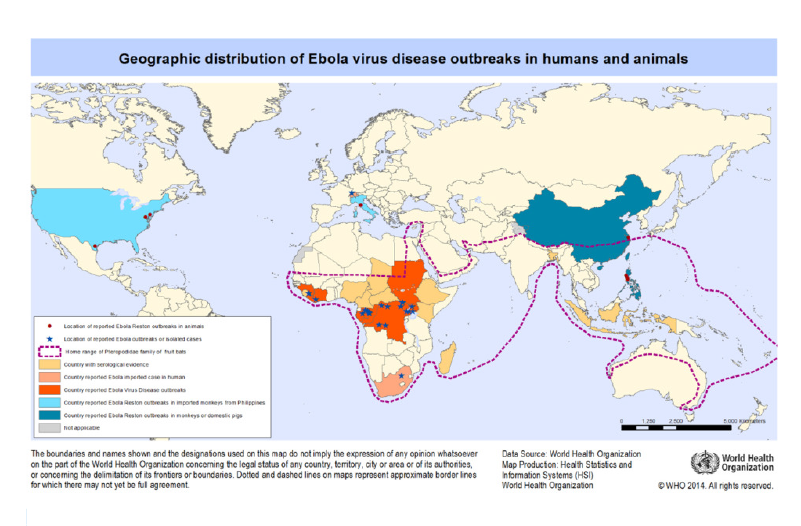 Geographic distribution of Ebola virus disease outbreaks in humans and animals
Location of reported Ebola Reston outbreaks in animals
Location of reported Ebola outbreaks or isolated cases
Home range of Pteropodidae family of fruit bats
Country with serological evidence
Country reported Ebola imported case in human
Country reported Ebola Virus Disease outbreaks
Country reported Ebola Reston outbreaks in imported monkeys from Philippines
Country reported Ebola Reston outbreaks in monkeys or domestic pigs
Not applicable
0 1 250 2 500 5 000 Kilometers
The boundaries and names shown and the designations used on this map do not imply the expression of any opinion whatsoever
on the part of the World Health Organization concerning the legal status of any country, territory, city or area or of its authorities,
or concerning the delimitation of its frontiers or boundaries. Dotted and dashed lines on maps represent approximate border lines
for which there may not yet be full agreement.
Data Source: World Health Organization
Map Production: Health Statistics and
Information Systems (HSI)
World Health Organization
World Health
Organization
© WHO 2014. All rights reserved.